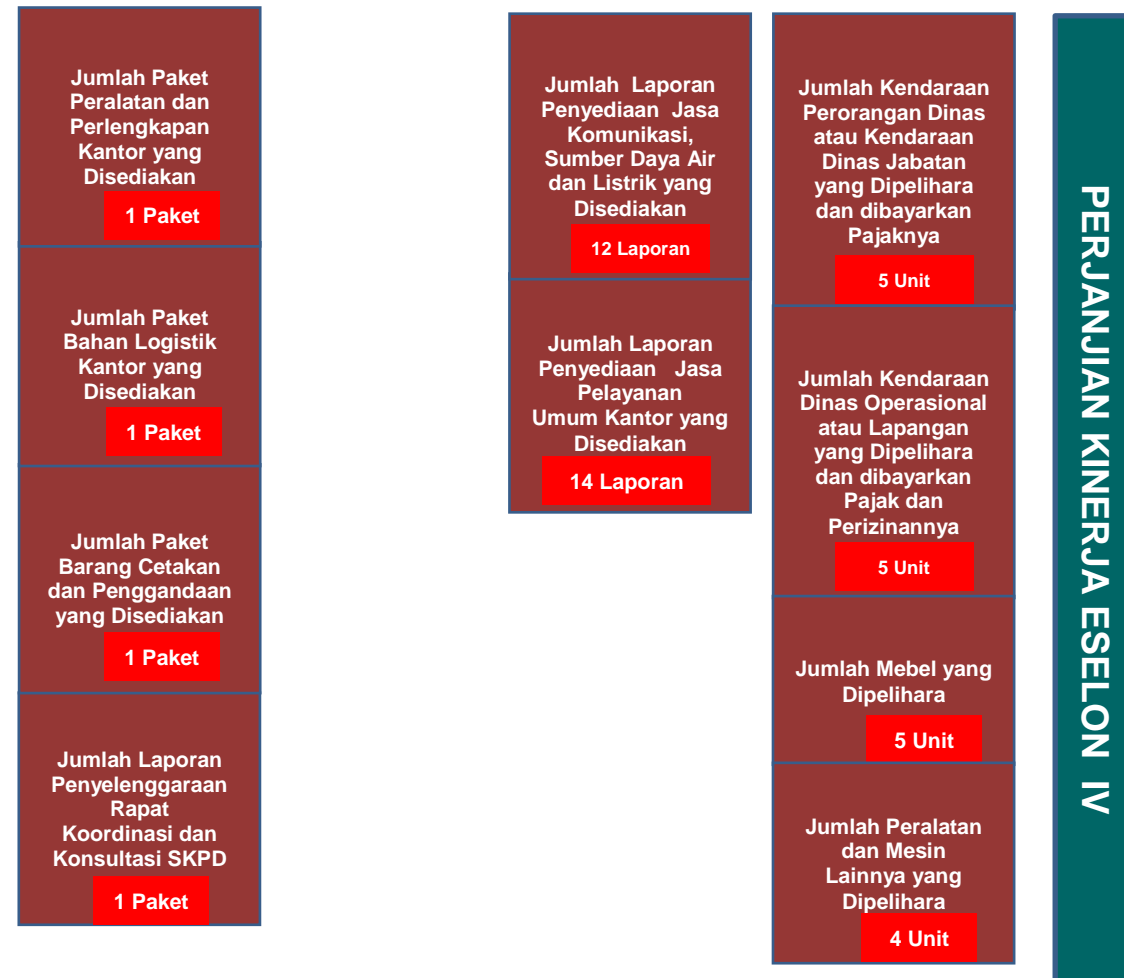 Jumlah Paket
Peralatan dan
Perlengkapan
Kantor yang
Disediakan
1 Paket
Jumlah Paket
Bahan Logistik
Kantor yang
Disediakan
1 Paket
Jumlah Paket
Barang Cetakan
dan Penggandaan
yang Disediakan
1 Paket
Jumlah Laporan
Penyelenggaraan
Rapat
Koordinasi dan
Konsultasi SKPD
1 Paket
Jumlah Laporan
Penyediaan Jasa
Komunikasi,
Sumber Daya Air
dan Listrik yang
Disediakan
12 Laporan
Jumlah Laporan
Penyediaan Jasa
Pelayanan
Umum Kantor yang
Disediakan
14 Laporan
Jumlah Kendaraan
Perorangan Dinas
atau Kendaraan
Dinas Jabatan
yang Dipelihara
dan dibayarkan
Pajaknya
5 Unit
Jumlah Kendaraan
Dinas Operasional
atau Lapangan
yang Dipelihara
dan dibayarkan
Pajak dan
Perizinannya
5 Unit
Jumlah Mebel yang
Dipelihara
5 Unit
Jumlah Peralatan
dan Mesin
Lainnya yang
Dipelihara
4 Unit
PERJANJIAN KINERJA ESELON IV